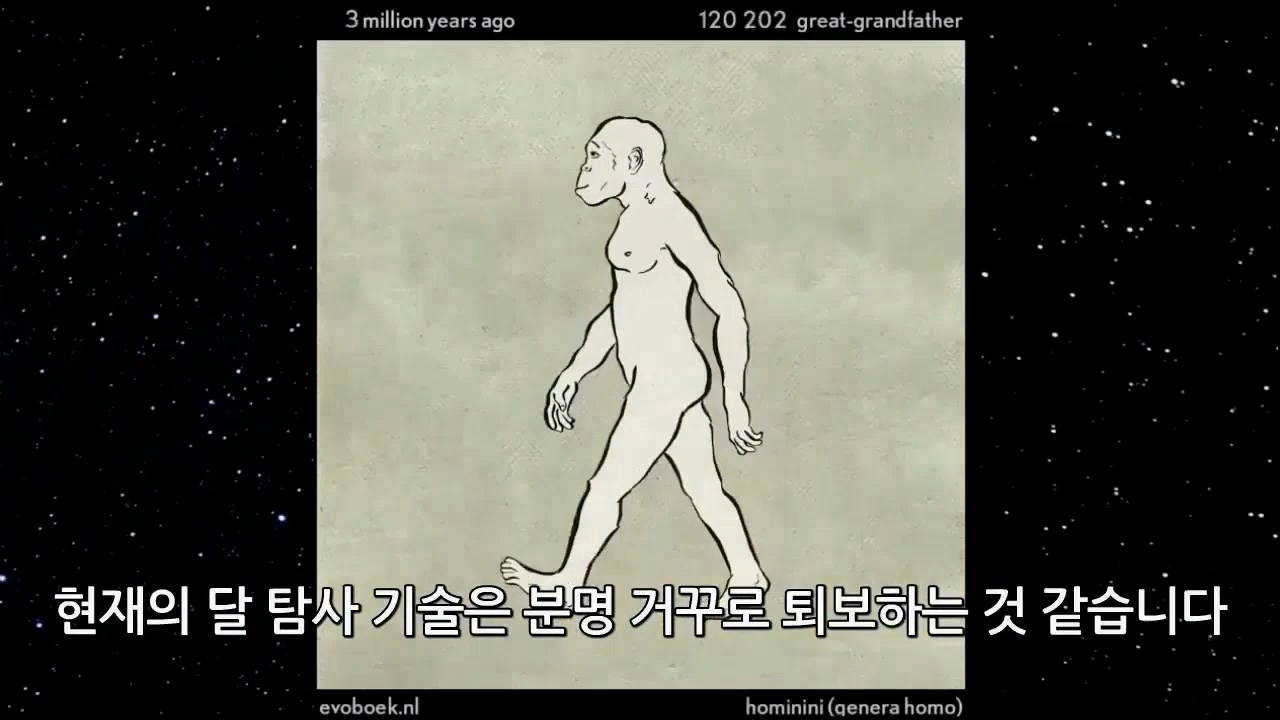 3 million years ago
120 202 great-grandfather
현재의 달 탐사 기술은 분명 거꾸로 퇴보하는 것 같습니다
evoboek.nl
hominini (genera homo)